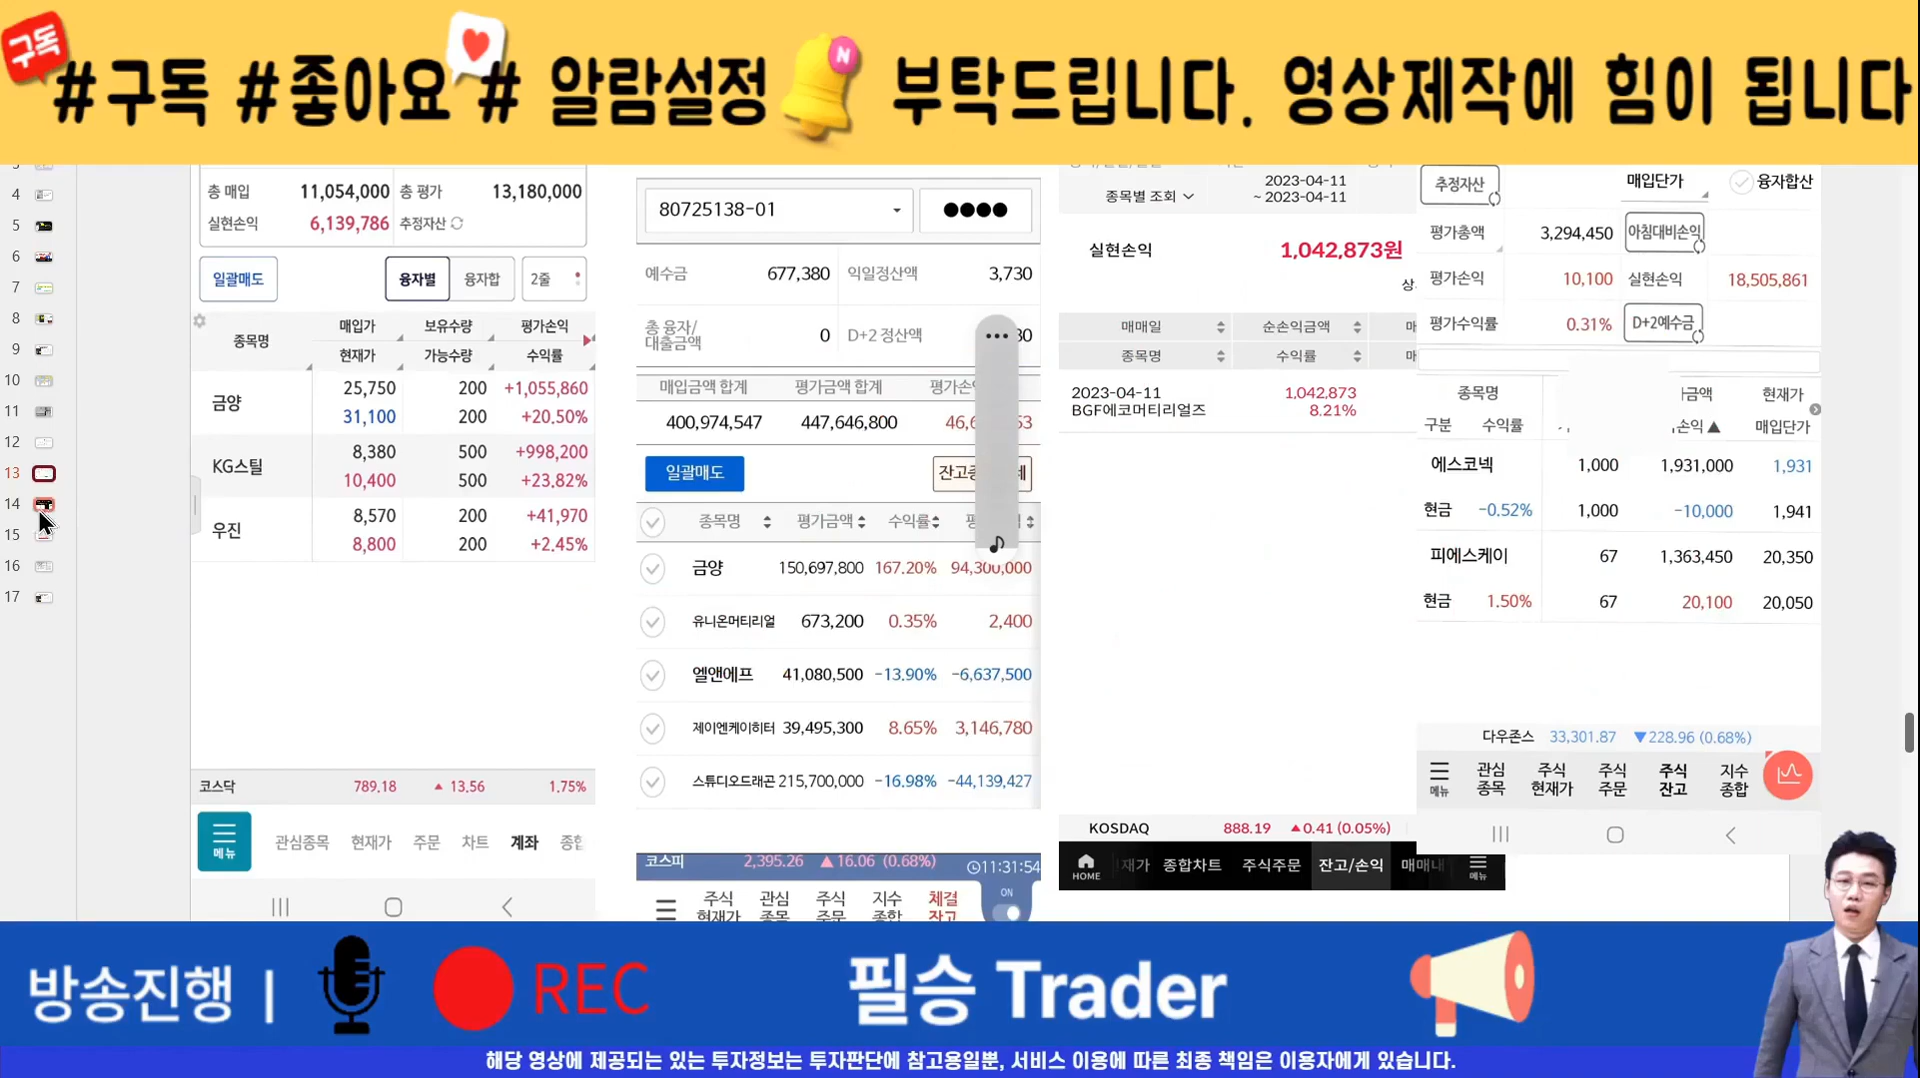 구독
#구독 #좋아요 # 알람설정 N 부탁드립니다. 영상제작에 힘이 됩니다
4
5
6
7
8
9
10
11
12
13
14
15
16
17
총 매입 11,054,000 총 평가 13,180,000
실현손익 6,139,786 추정자산
일괄매도 융자별 융자합 2줄
종목명 매입가 보유수량 평가손익
현재가 가능수량 수익률
금양 25,750 200 +1,055,860
31,100 200 +20.50%
KG스틸 8,380 500 +998,200
10,400 500 +23.82%
우진 8,570 200 +41,970
8,800 200 +2.45%
코스닥 789.18 ▲ 13.56 1.75%
메뉴 관심종목 현재가 주문 차트 계좌
80725138-01 ●●●●
예수금 677,380 익일정산액 3,730
총 융자/
대출금액 0 D+2 정산액
매입금액 합계 평가금액 합계
400,974,547 447,646,800
일괄매도
종목명 평가금액 수익률
금양 150,697,800 167.20% 94,300,000
유니온머티리얼 673,200 0.35% 2,400
엘앤에프 41,080,500 -13.90% -6,637,500
제이엔케이히터 39,495,300 8.65% 3,146,780
스튜디오드래곤 215,700,000 -16.98% -44,139,427
코스피 2,395.26 ▲ 16.06 (0.68%) 11:31:54
주식 관심 주식 지수 체결
현재가 종목 주문 종합 잔고
ON
종목별 조회 2023-04-11
~ 2023-04-11
실현손익 1,042,873원
매매일 순손익금액
종목명 수익률
2023-04-11 1,042,873
BGF에코머티리얼즈 8.21%
KOSDAQ 888.19 ▲0.41 (0.05%)
HOME 재가 종합차트 주식주문 잔고/손익 매매내 메뉴
추정자산 매입단가 융자합산
평가총액 3,294,450 아침대비손익
평가손익 10,100 실현손익 18,505,861
평가수익률 0.31% D+2예수금
종목명 금액 현재가
구분 수익률 손익▲ 매입단가
에스코넥 1,000 1,931,000 1,931
현금 -0.52% 1,000 -10,000 1,941
피에스케이 67 1,363,450 20,350
현금 1.50% 67 20,100 20,050
다우존스 33,301.87 ▼228.96 (0.68%)
메뉴 관심 주식 주식 주식 지수
종목 현재가 주문 잔고 종합
방송진행 | REC 필승 Trader
해당 영상에 제공되는 있는 투자정보는 투자판단에 참고용일뿐, 서비스 이용에 따른 최종 책임은 이용자에게 있습니다.